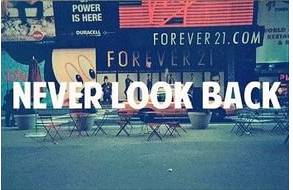 POWER
IS HERE
DURACELL
FOREVER21.COM
FOREVER 21
NEVER LOOK BACK